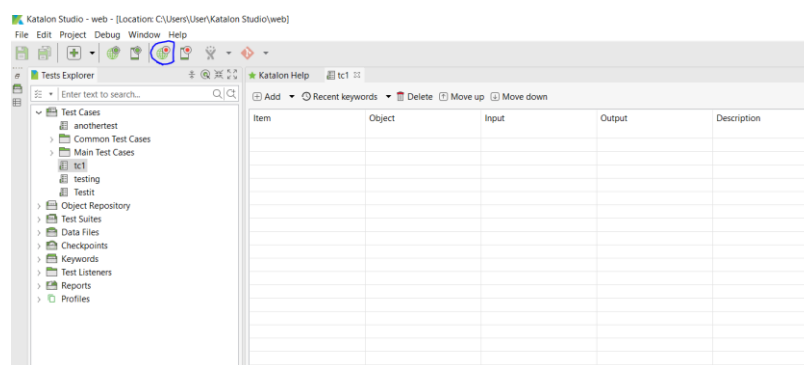 Katalon Studio - web - [Location: C:\Users\User\Katalon Studio\web]
File Edit Project Debug Window Help
Tests Explorer
Katalon Help tc1
Enter text to search...
Add Recent keywords Delete Move up Move down
Item Object Input Output Description
Test Cases
anothertest
Common Test Cases
Main Test Cases
tc1
testing
Testit
Object Repository
Test Suites
Data Files
Checkpoints
Keywords
Test Listeners
Reports
Profiles